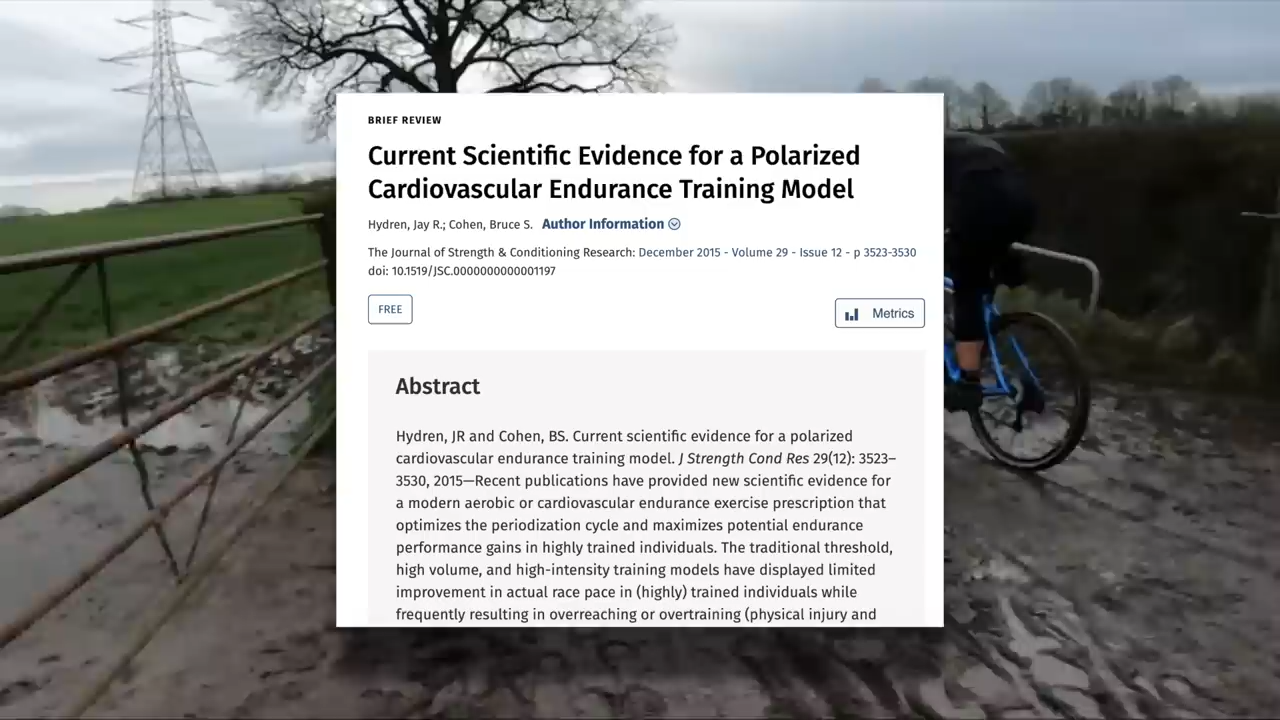 BRIEF REVIEW
Current Scientific Evidence for a Polarized
Cardiovascular Endurance Training Model
Hydren, Jay R.; Cohen, Bruce S. Author Information
The Journal of Strength & Conditioning Research: December 2015 - Volume 29 - Issue 12 - p 3523-3530
doi: 10.1519/JSC.0000000000001197
FREE
Metrics
Abstract
Hydren, JR and Cohen, BS. Current scientific evidence for a polarized
cardiovascular endurance training model. J Strength Cond Res 29(12): 3523–
3530, 2015—Recent publications have provided new scientific evidence for
a modern aerobic or cardiovascular endurance exercise prescription that
optimizes the periodization cycle and maximizes potential endurance
performance gains in highly trained individuals. The traditional threshold,
high volume, and high-intensity training models have displayed limited
improvement in actual race pace in (highly) trained individuals while
frequently resulting in overreaching or overtraining (physical injury and